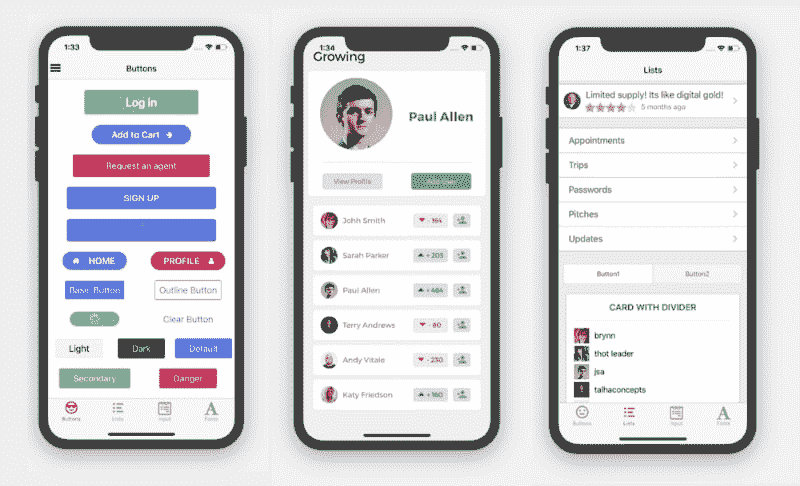 1:33
Buttons
Log in
Add to Cart
Request an agent
SIGN UP
HOME
PROFILE
Base Button
Outline Button
Clear Button
Light
Dark
Default
Secondary
Danger
Buttons
Lists
Input
Fonts
1:34
Growing
Paul Allen
View Profile
Johh Smith
- 164
Sarah Parker
+ 203
Paul Allen
+ 464
Terry Andrews
- 80
Andy Vitale
- 230
Katy Friedson
+ 160
1:37
Lists
Limited supply! Its like digital gold!
5 months ago
Appointments
Trips
Passwords
Pitches
Updates
Button1
Button2
CARD WITH DIVIDER
brynn
thot leader
jsa
talhaconcepts
Buttons
Lists
Input
Fonts